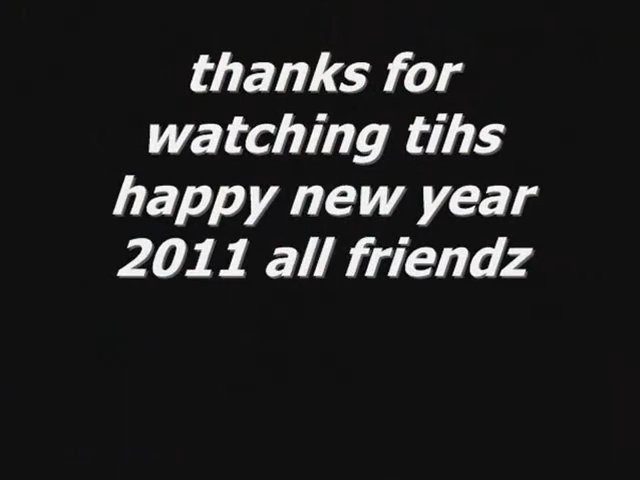 thanks for
watching tihs
happy new year
2011 all friendz